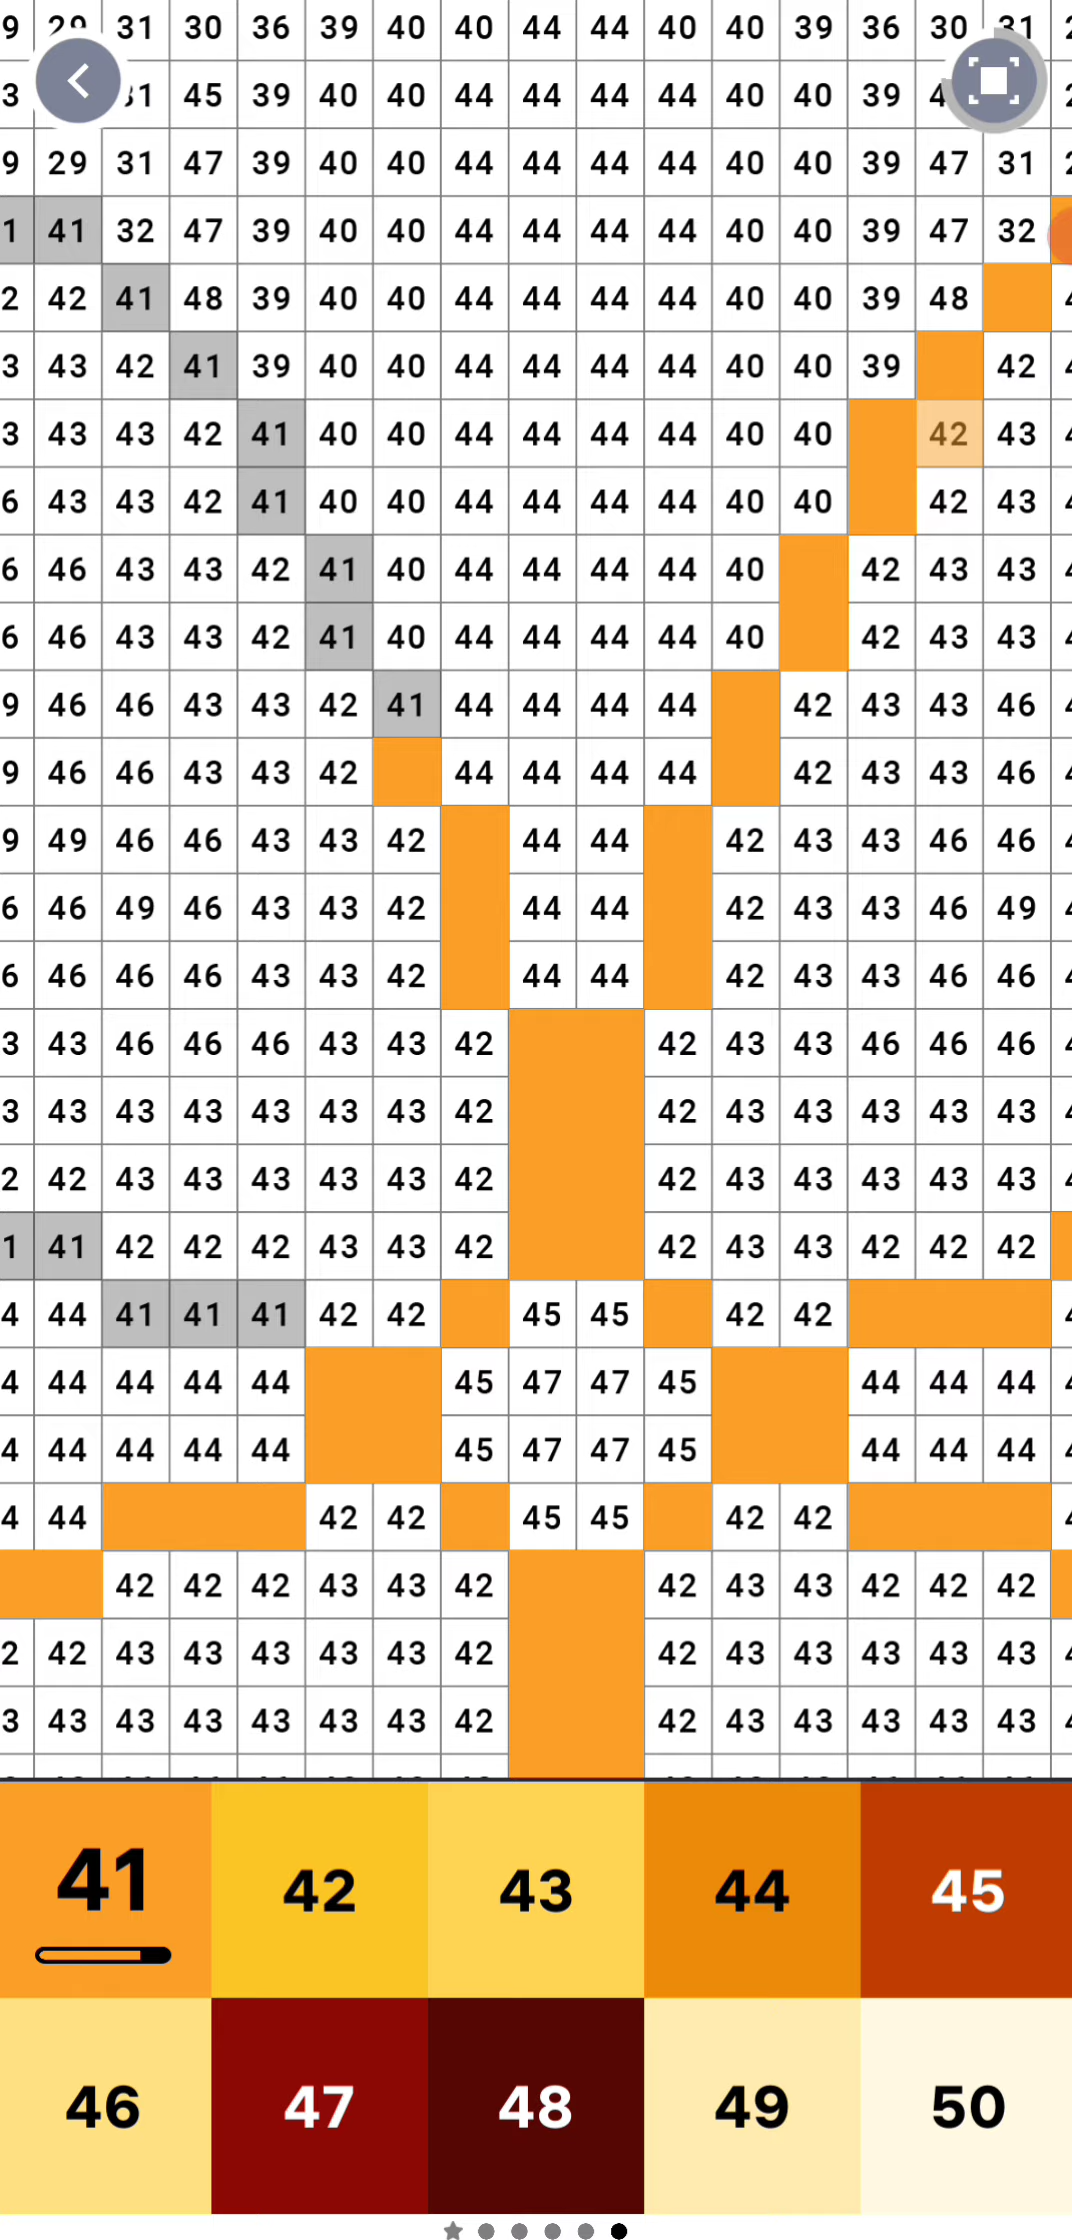 9 29 31 30 36 39 40 40 44 44 40 40 39 36 30 31
3 31 45 39 40 40 44 44 44 44 40 40 39
9 29 31 47 39 40 40 44 44 44 44 40 40 39 47 31
1 41 32 47 39 40 40 44 44 44 44 40 40 39 47 32
2 42 41 48 39 40 40 44 44 44 44 40 40 39 48
3 43 42 41 39 40 40 44 44 44 44 40 40 39 42
3 43 43 42 41 40 40 44 44 44 44 40 40 42 43
6 43 43 42 41 40 40 44 44 44 44 40 40 42 43
6 46 43 43 42 41 40 44 44 44 44 40 42 43 43
6 46 43 43 42 41 40 44 44 44 44 40 42 43 43
9 46 46 43 43 42 41 44 44 44 44 42 43 43 46
9 46 46 43 43 42 44 44 44 44 42 43 43 46
9 49 46 46 43 43 42 44 44 42 43 43 46 46
6 46 49 46 43 43 42 44 44 42 43 43 46 49
6 46 46 46 43 43 42 44 44 42 43 43 46 46
3 43 46 46 46 43 43 42 42 43 43 46 46 46
3 43 43 43 43 43 43 42 42 43 43 43 43 43
2 42 43 43 43 43 43 42 42 43 43 43 43 43
1 41 42 42 42 43 43 42 42 43 43 42 42 42
4 44 41 41 41 42 42 45 45 42 42
4 44 44 44 44 45 47 47 45 44 44 44
4 44 44 44 44 45 47 47 45 44 44 44
4 44 42 42 45 45 42 42
42 42 42 43 43 42 42 43 43 42 42 42
2 42 43 43 43 43 43 42 42 43 43 43 43 43
3 43 43 43 43 43 43 42 42 43 43 43 43 43
41 42 43 44 45
46 47 48 49 50